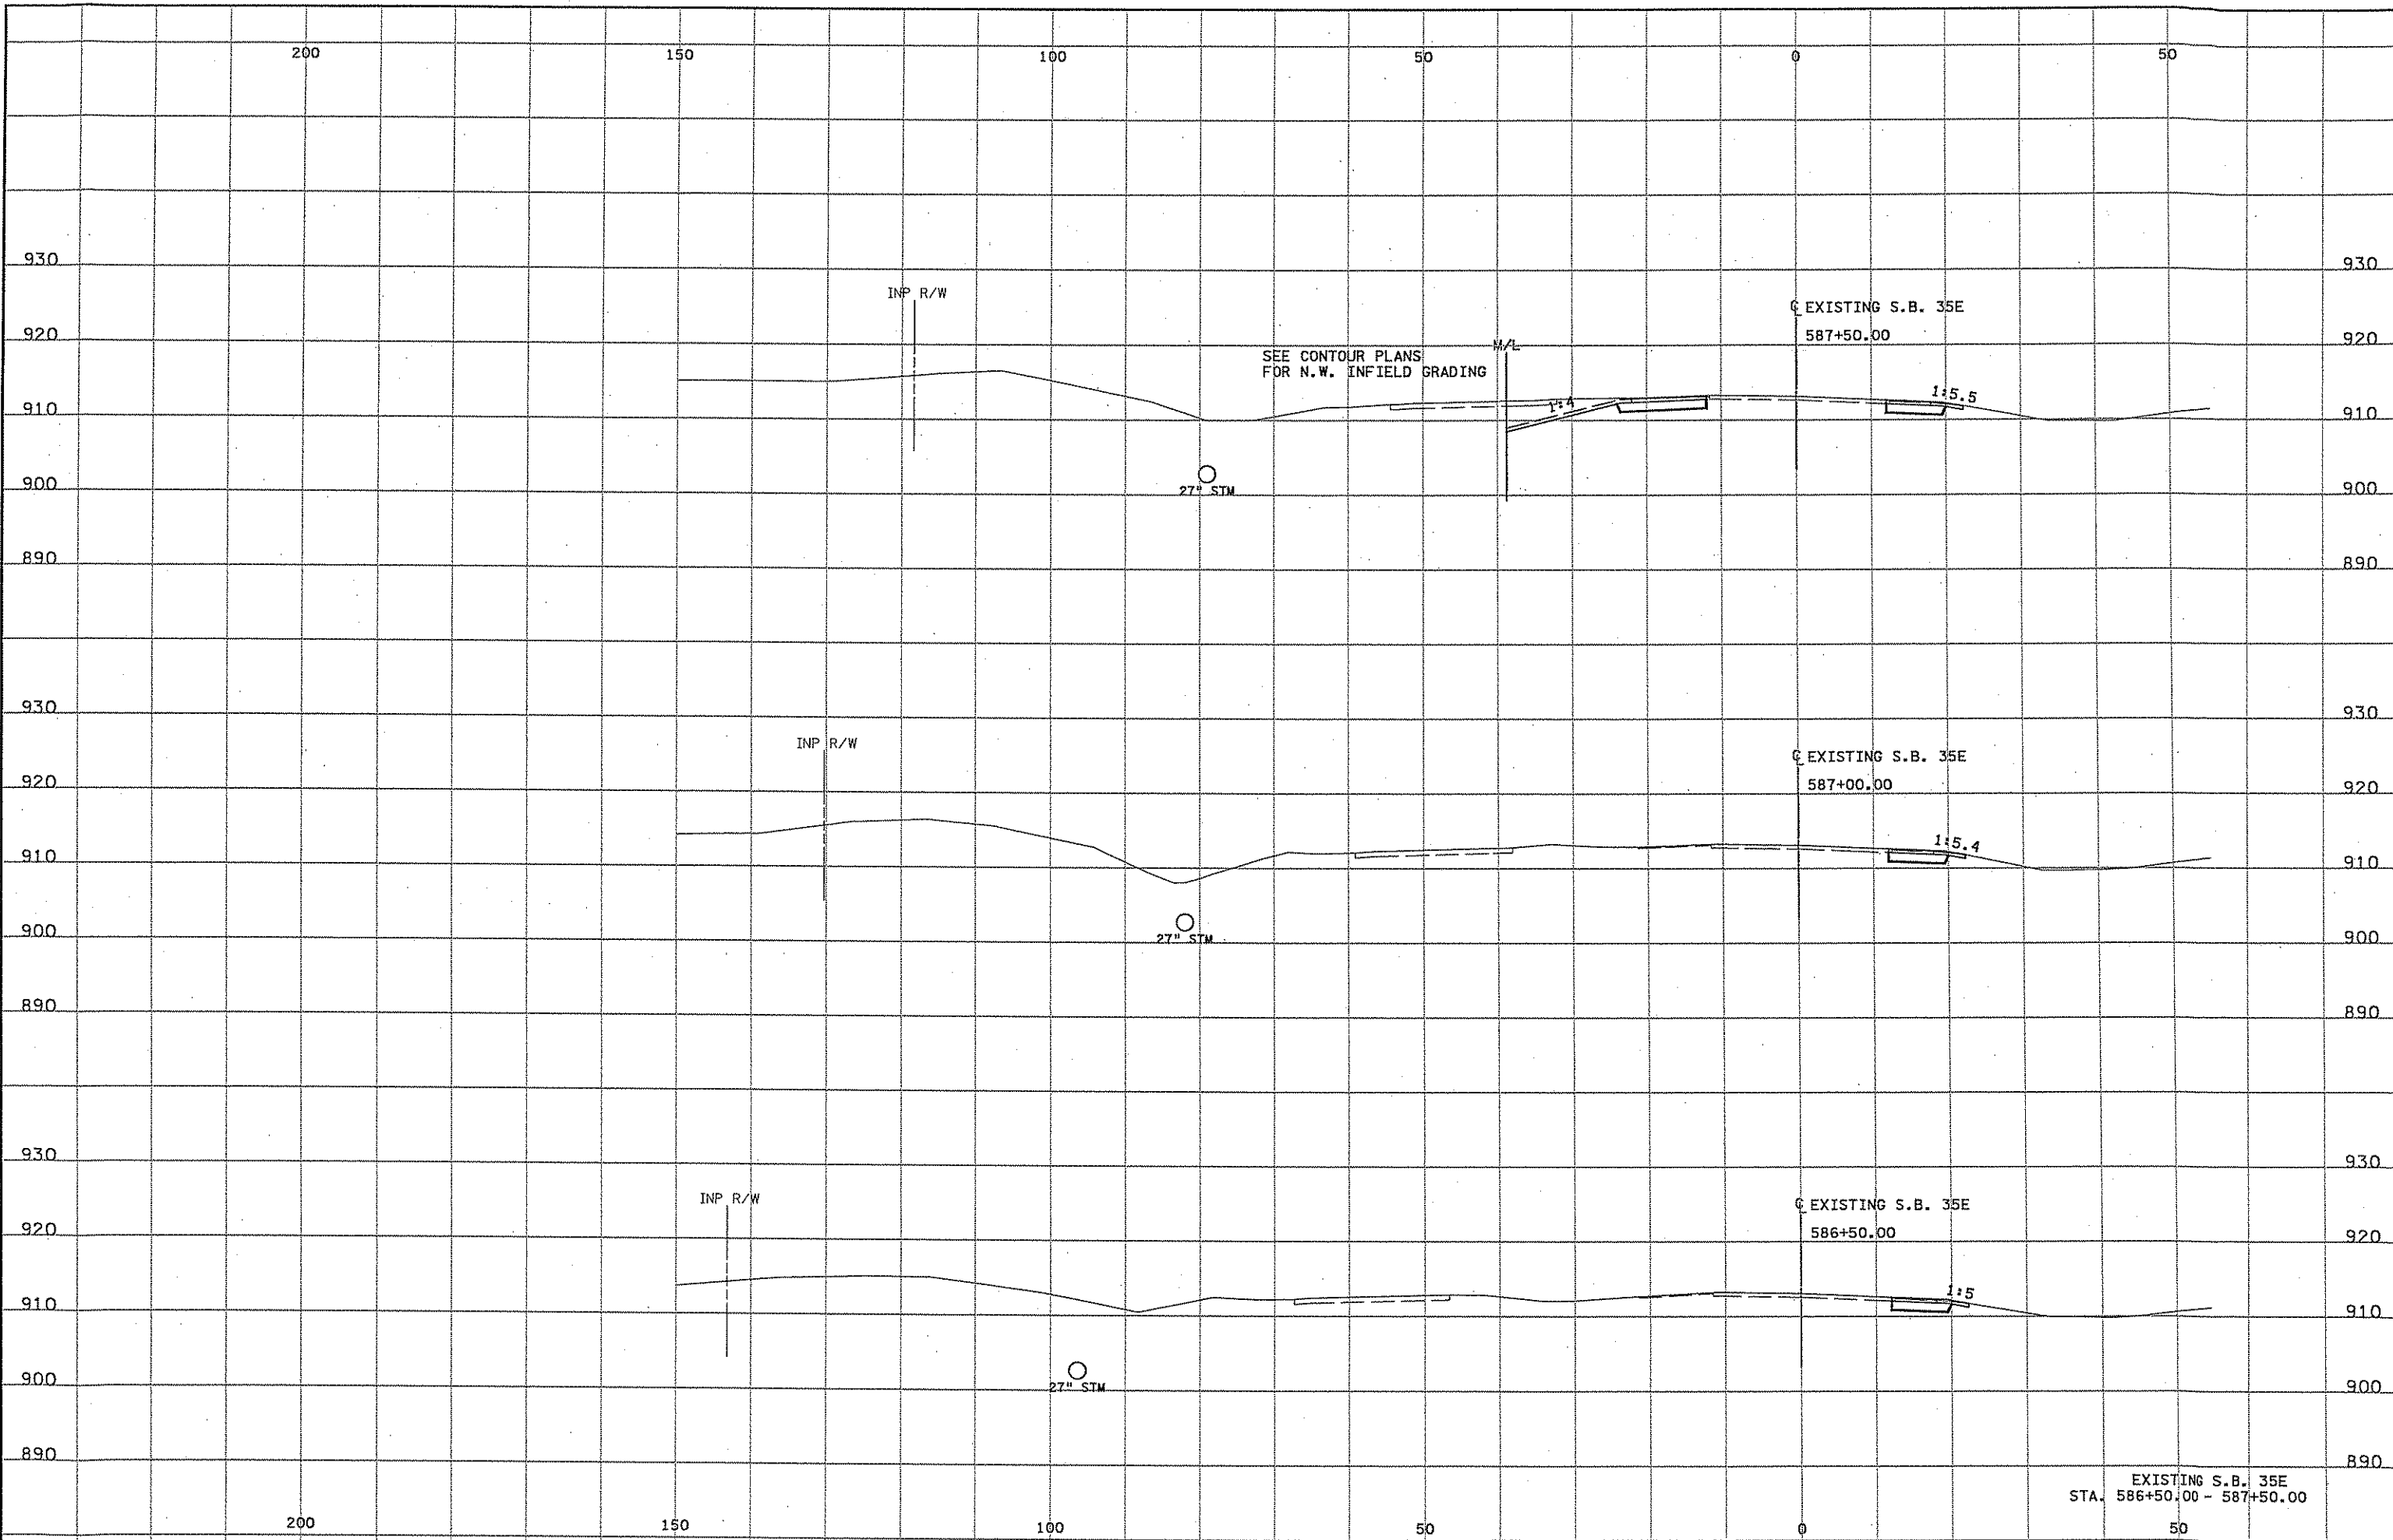 200 150 100 50 0 50
930 930
INP R/W
℄ EXISTING S.B. 35E
920 587+50.00 920
M/L
SEE CONTOUR PLANS
FOR N.W. INFIELD GRADING
1:4
1:5.5
910 910
27" STM
900 900
890 890
930 930
INP R/W
℄ EXISTING S.B. 35E
920 587+00.00 920
1:5.4
910 910
27" STM
900 900
890 890
930 930
INP R/W
℄ EXISTING S.B. 35E
920 586+50.00 920
1:5
910 910
27" STM
900 900
890 890
EXISTING S.B. 35E
STA. 586+50.00 - 587+50.00
200 150 100 50 0 50